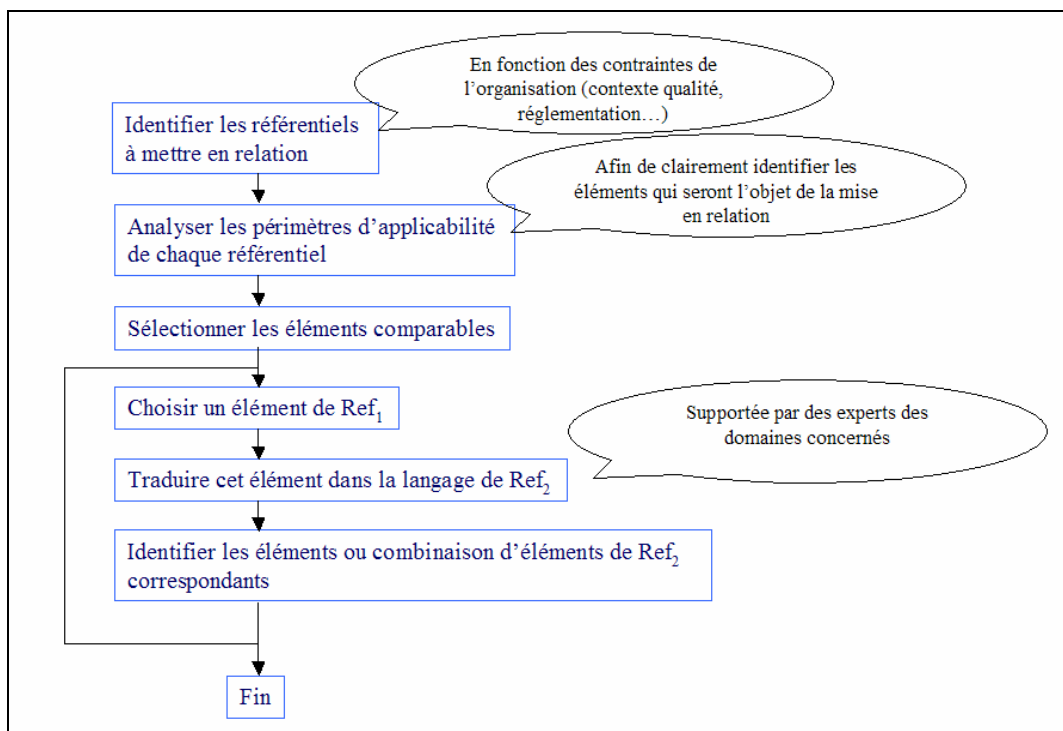 En fonction des contraintes de
l'organisation (contexte qualité,
réglementation…)
Identifier les référentiels
à mettre en relation
Afin de clairement identifier les
éléments qui seront l'objet de la mise
en relation
Analyser les périmètres d'applicabilité
de chaque référentiel
Sélectionner les éléments comparables
Choisir un élément de Ref₁
Supportée par des experts des
domaines concernés
Traduire cet élément dans la langage de Ref₂
Identifier les éléments ou combinaison d'éléments de Ref₂
correspondants
Fin